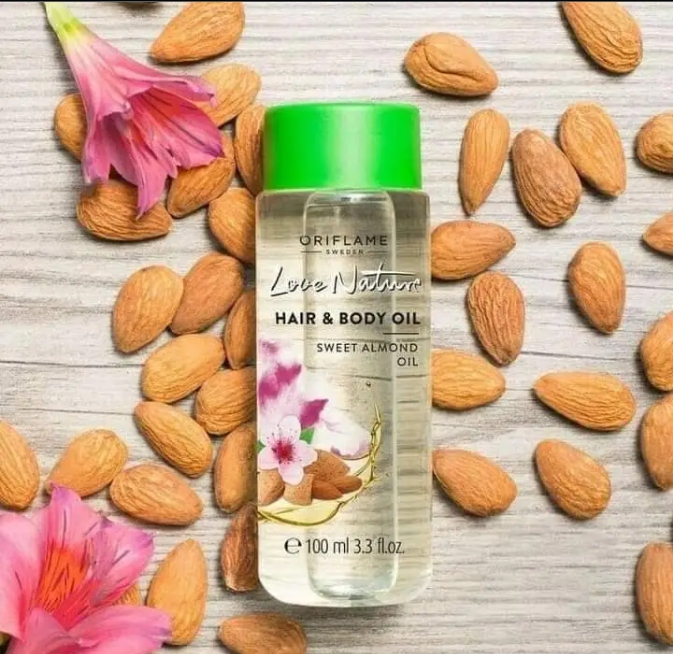 ORIFLAME
SWEDEN
Love Nature
HAIR & BODY OIL
SWEET ALMOND
OIL
℮ 100 ml 3.3 fl.oz.